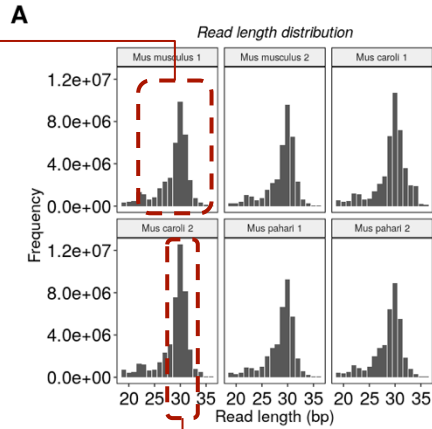 A
Read length distribution
Mus musculus 1
Mus musculus 2
Mus caroli 1
1.2e+07
8.0e+06
4.0e+06
0.0e+00
Frequency
Mus caroli 2
Mus pahari 1
Mus pahari 2
1.2e+07
8.0e+06
4.0e+06
0.0e+00
20 25 30 35 20 25 30 35 20 25 30 35
Read length (bp)